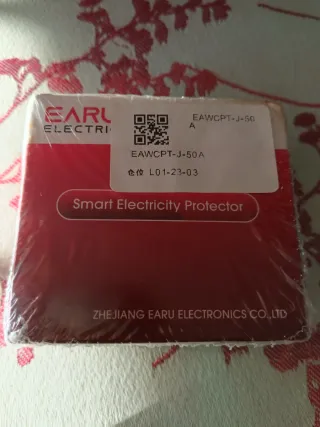 EARU
ELECTRI
EAWCPT-J-50
A
EAWCPT-J-50A
仓位 L01-23-03
Smart Electricity Protector
ZHEJIANG EARU ELECTRONICS CO.,LTD